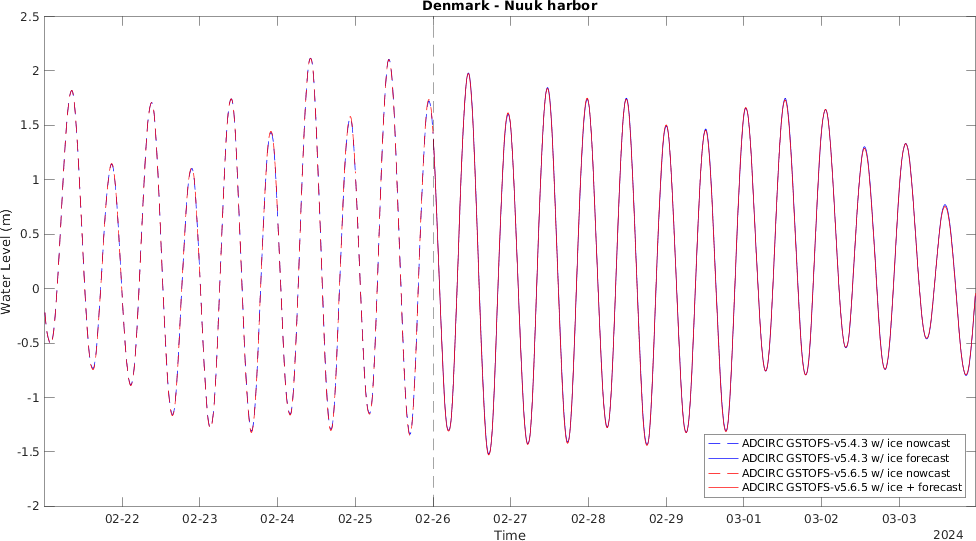 Denmark - Nuuk harbor
2.5
2
1.5
1
0.5
0
-0.5
-1
-1.5
-2
Water Level (m)
ADCIRC GSTOFS-v5.4.3 w/ ice nowcast
ADCIRC GSTOFS-v5.4.3 w/ ice forecast
ADCIRC GSTOFS-v5.6.5 w/ ice nowcast
ADCIRC GSTOFS-v5.6.5 w/ ice + forecast
02-22 02-23 02-24 02-25 02-26 02-27 02-28 02-29 03-01 03-02 03-03
Time
2024